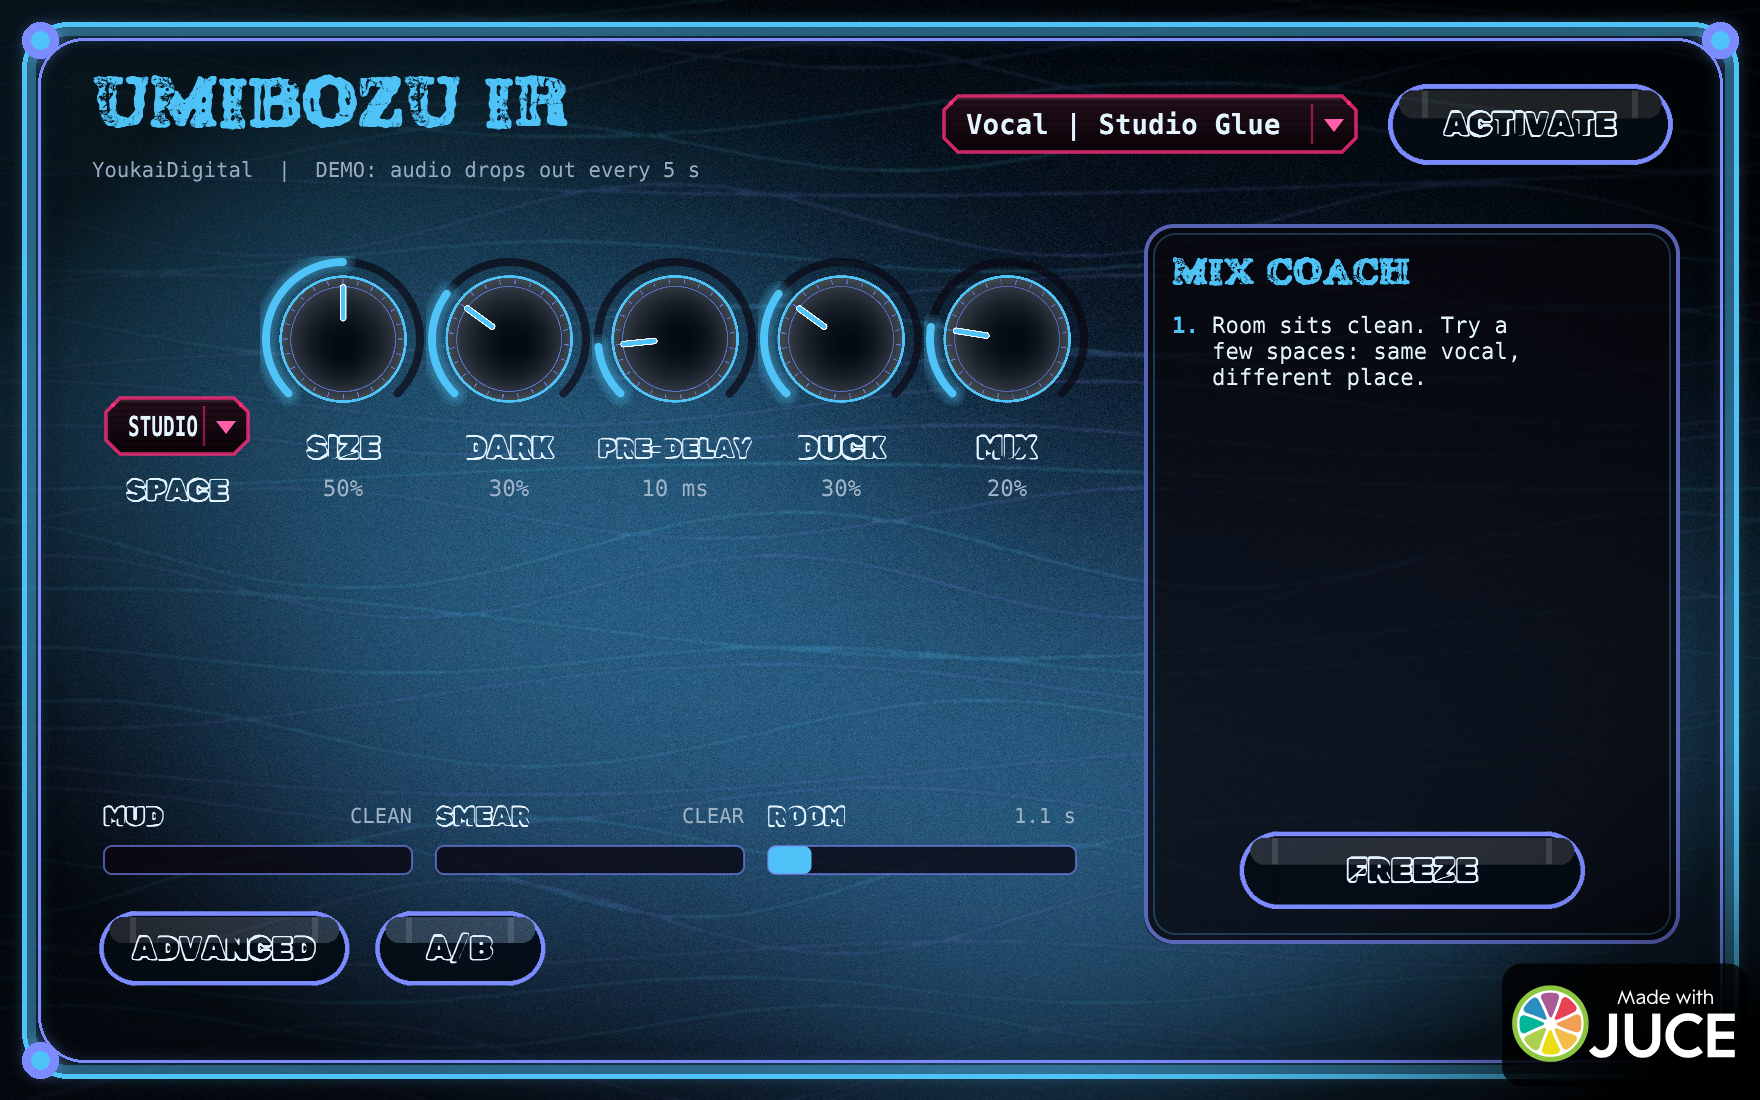 UMIBOZU IR
Vocal | Studio Glue
ACTIVATE
YoukaiDigital | DEMO: audio drops out every 5 s
MIX COACH
1. Room sits clean. Try a
few spaces: same vocal,
different place.
STUDIO
SPACE
SIZE
50%
DARK
30%
PRE-DELAY
10 ms
DUCK
30%
MIX
20%
MUD CLEAN
SMEAR CLEAR
ROOM 1.1 s
FREEZE
ADVANCED
A/B
Made with
JUCE